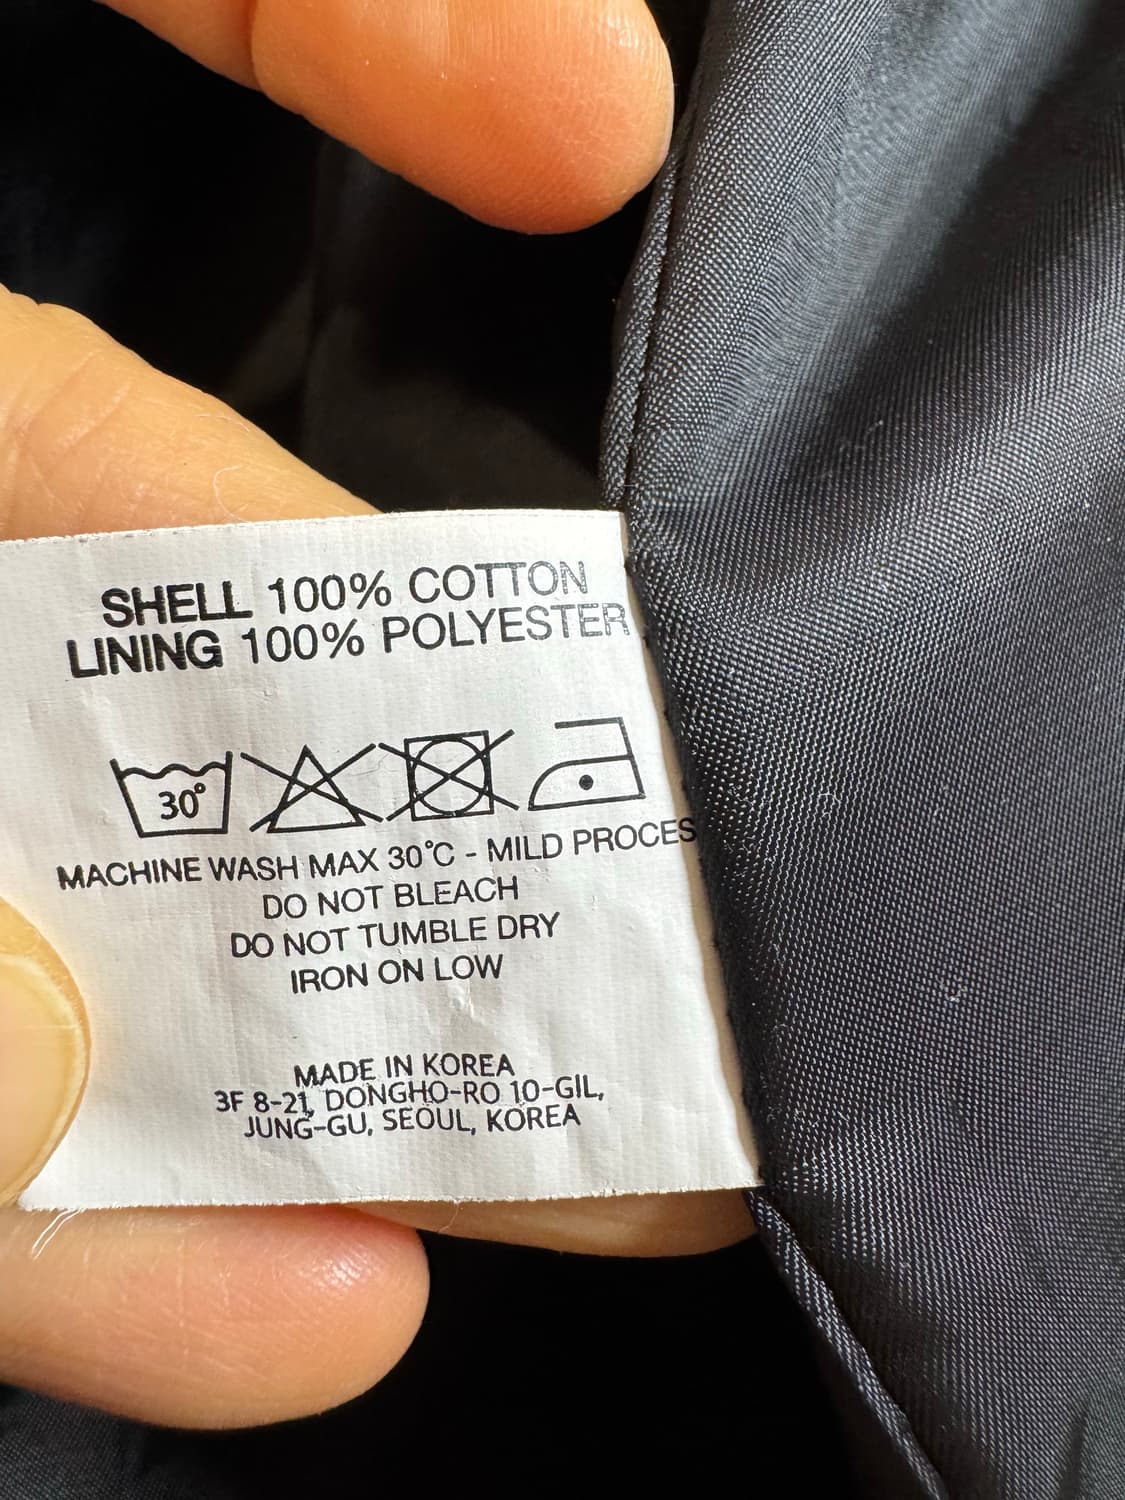 SHELL 100% COTTON
LINING 100% POLYESTER
30°
MACHINE WASH MAX 30°C - MILD PROCES
DO NOT BLEACH
DO NOT TUMBLE DRY
IRON ON LOW
MADE IN KOREA
3F 8-21, DONGHO-RO 10-GIL,
JUNG-GU, SEOUL, KOREA